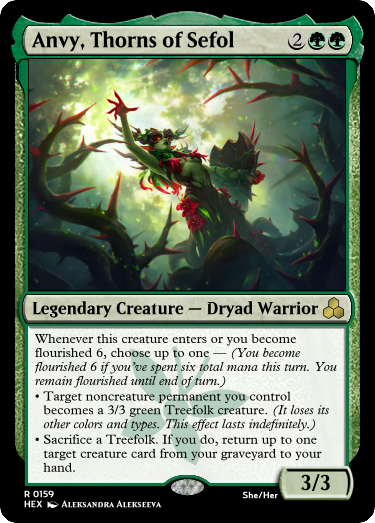 Anvy, Thorns of Sefol 2
Legendary Creature — Dryad Warrior
Whenever this creature enters or you become
flourished 6, choose up to one — (You become
flourished 6 if you've spent six total mana this turn. You
remain flourished until end of turn.)
• Target noncreature permanent you control
becomes a 3/3 green Treefolk creature. (It loses its
other colors and types. This effect lasts indefinitely.)
• Sacrifice a Treefolk. If you do, return up to one
target creature card from your graveyard to your
hand.
3/3
R 0159
She/Her
HEX Aleksandra Alekseeva